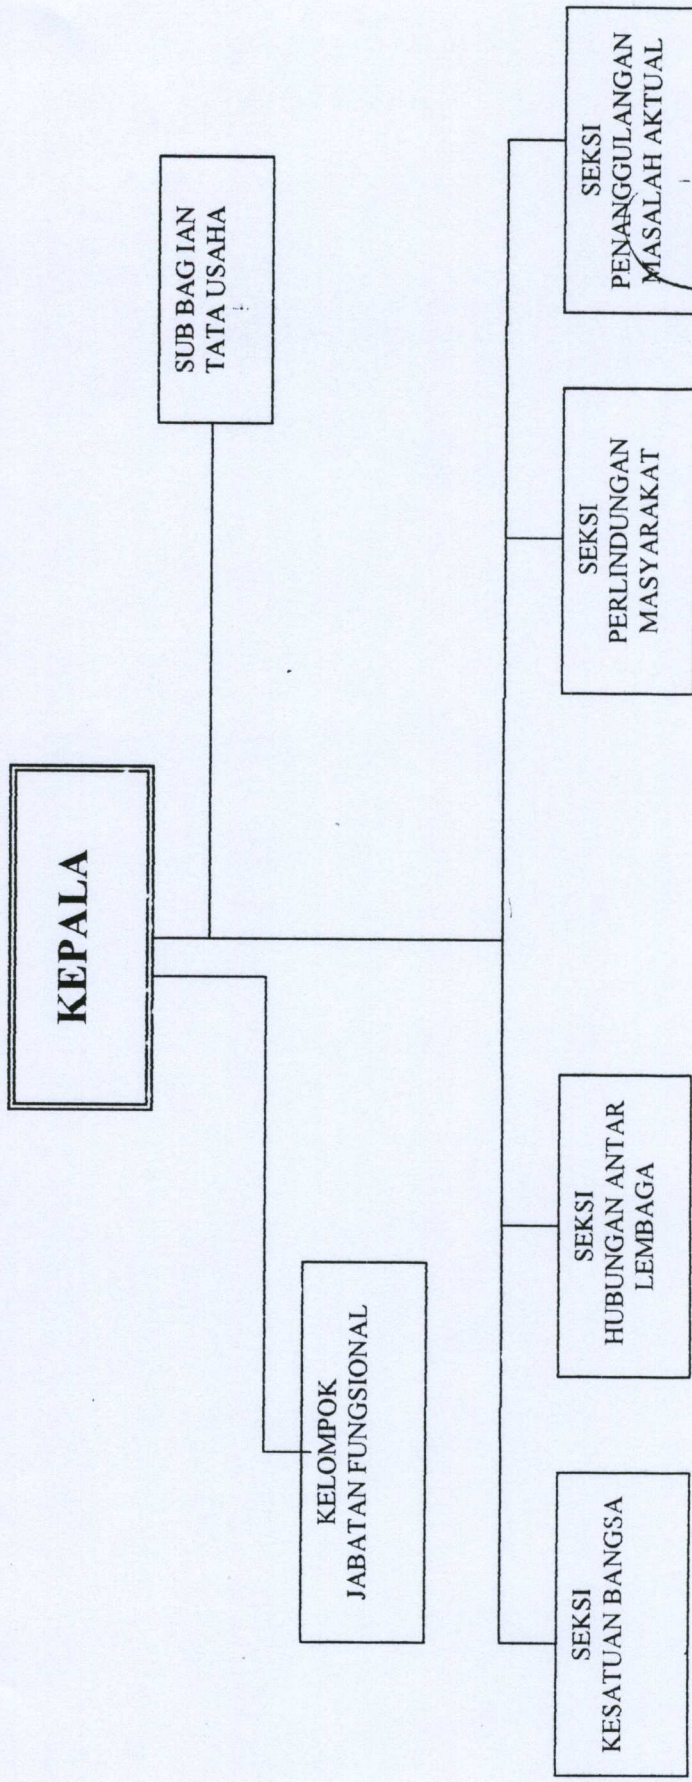 KEPALA
SUB BAG IAN
TATA USAHA
KELOMPOK
JABATAN FUNGSIONAL
SEKSI
KESATUAN BANGSA
SEKSI
HUBUNGAN ANTAR
LEMBAGA
SEKSI
PERLINDUNGAN
MASYARAKAT
SEKSI
PENANGGULANGAN
MASALAH AKTUAL